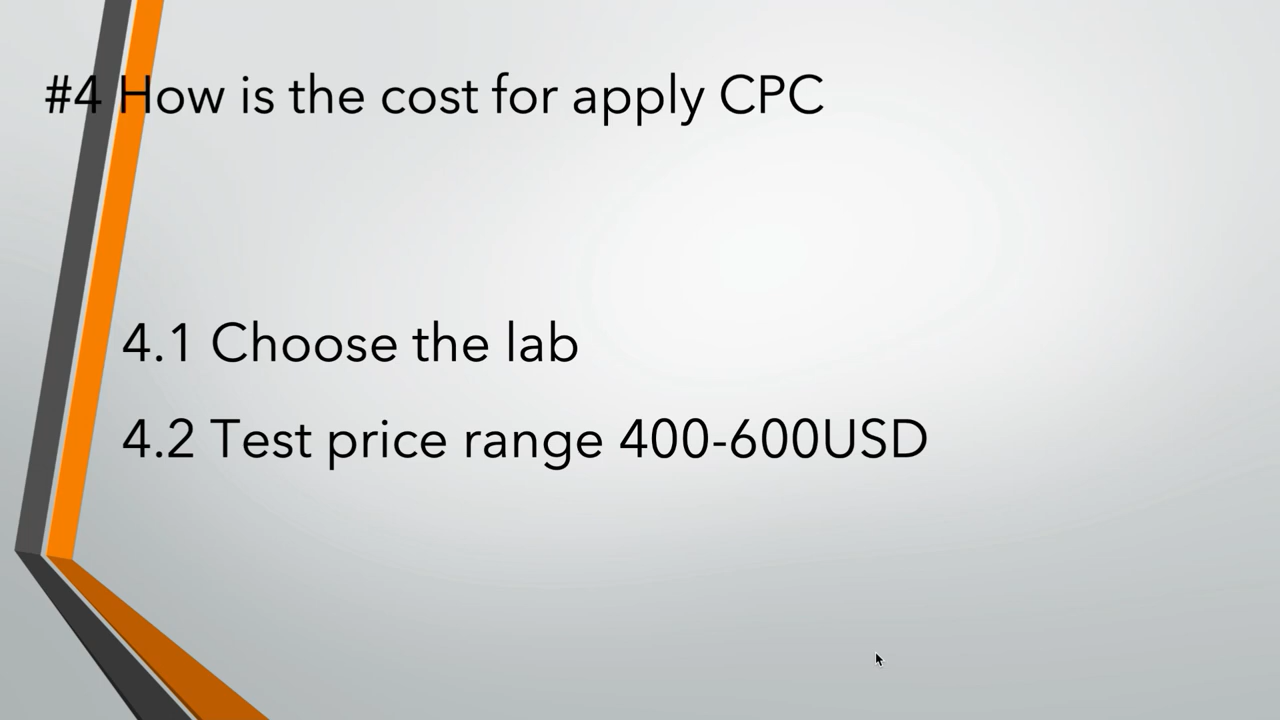 #4 How is the cost for apply CPC
4.1 Choose the lab
4.2 Test price range 400-600USD